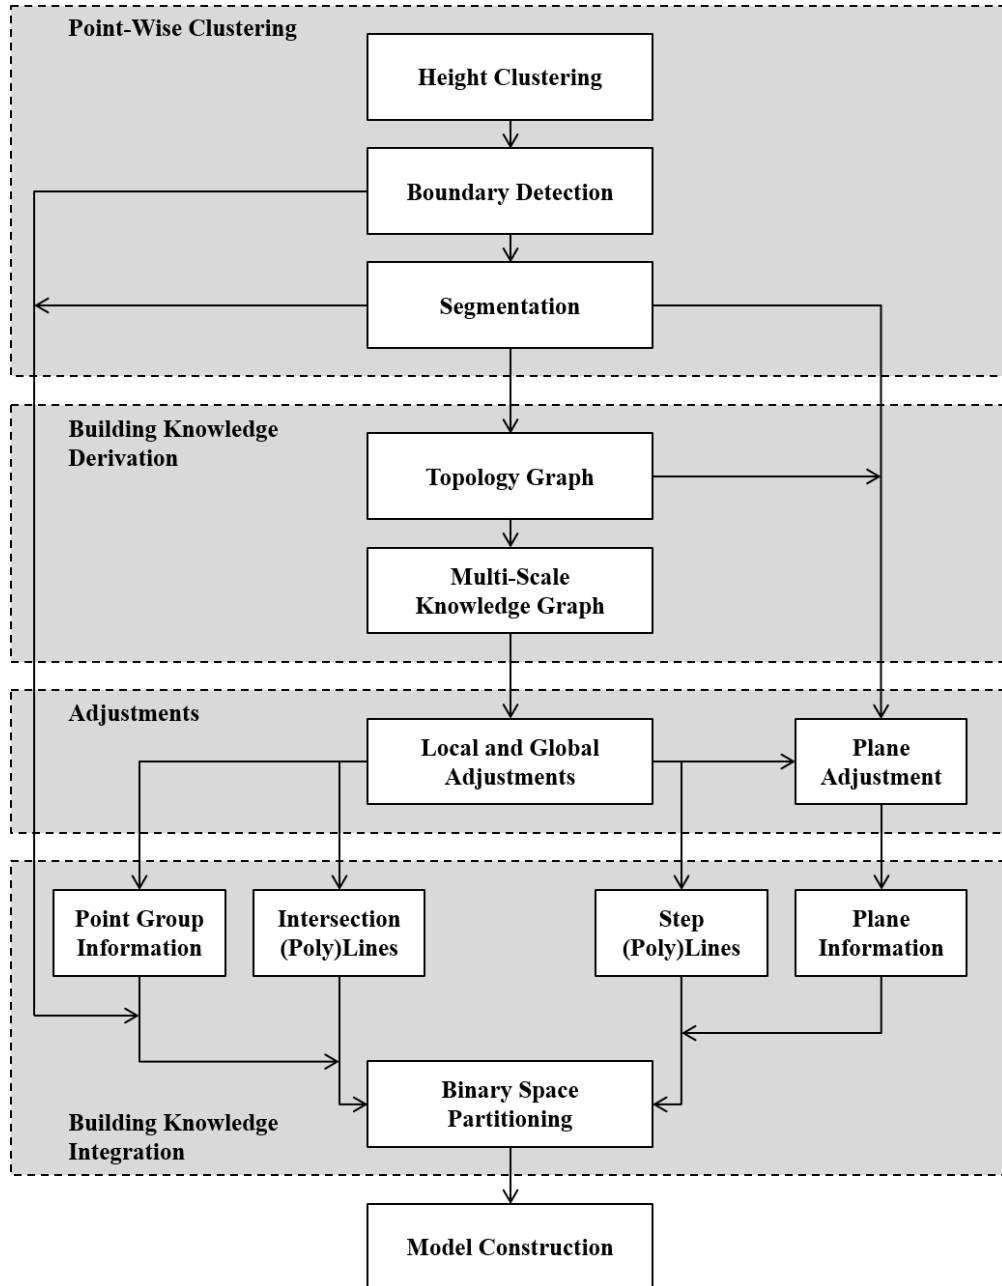 Point-Wise Clustering
Height Clustering
Boundary Detection
Segmentation
Building Knowledge
Derivation
Topology Graph
Multi-Scale
Knowledge Graph
Adjustments
Local and Global
Adjustments
Plane
Adjustment
Point Group
Information
Intersection
(Poly)Lines
Step
(Poly)Lines
Plane
Information
Binary Space
Partitioning
Building Knowledge
Integration
Model Construction